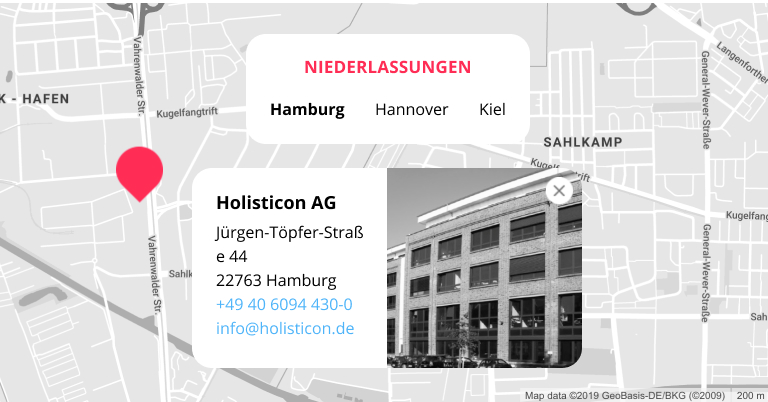 Vahrenwalder Str.
Langenforther
General-Wever-Straße
NIEDERLASSUNGEN
K - HAFEN
Kugelfangtrift
Hamburg Hannover Kiel
SAHLKAMP
Kugelfangtrift
Holisticon AG
Jürgen-Töpfer-Straß
e 44
22763 Hamburg
+49 40 6094 430-0
info@holisticon.de
Kugelfang
Vahrenwalder Str.
General-Wever-Straße
Sahlk
Sah
Map data ©2019 GeoBasis-DE/BKG (©2009) 200 m